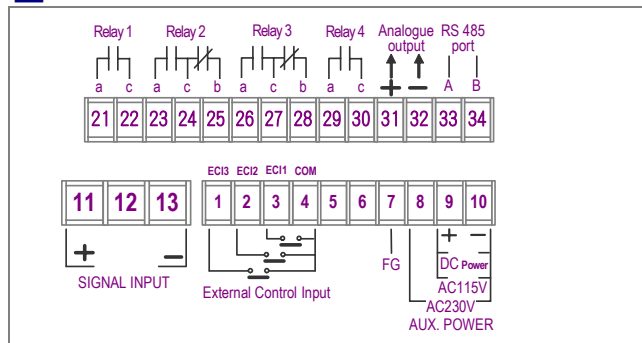 Relay 1 Relay 2 Relay 3 Relay 4 Analogue output RS 485 port
a c a c b a c b a c + − A B
21 22 23 24 25 26 27 28 29 30 31 32 33 34
ECI3 ECI2 ECI1 COM
11 12 13 1 2 3 4 5 6 7 8 9 10
+ − + −
FG DC Power
SIGNAL INPUT External Control Input AC115V
AC230V
AUX. POWER